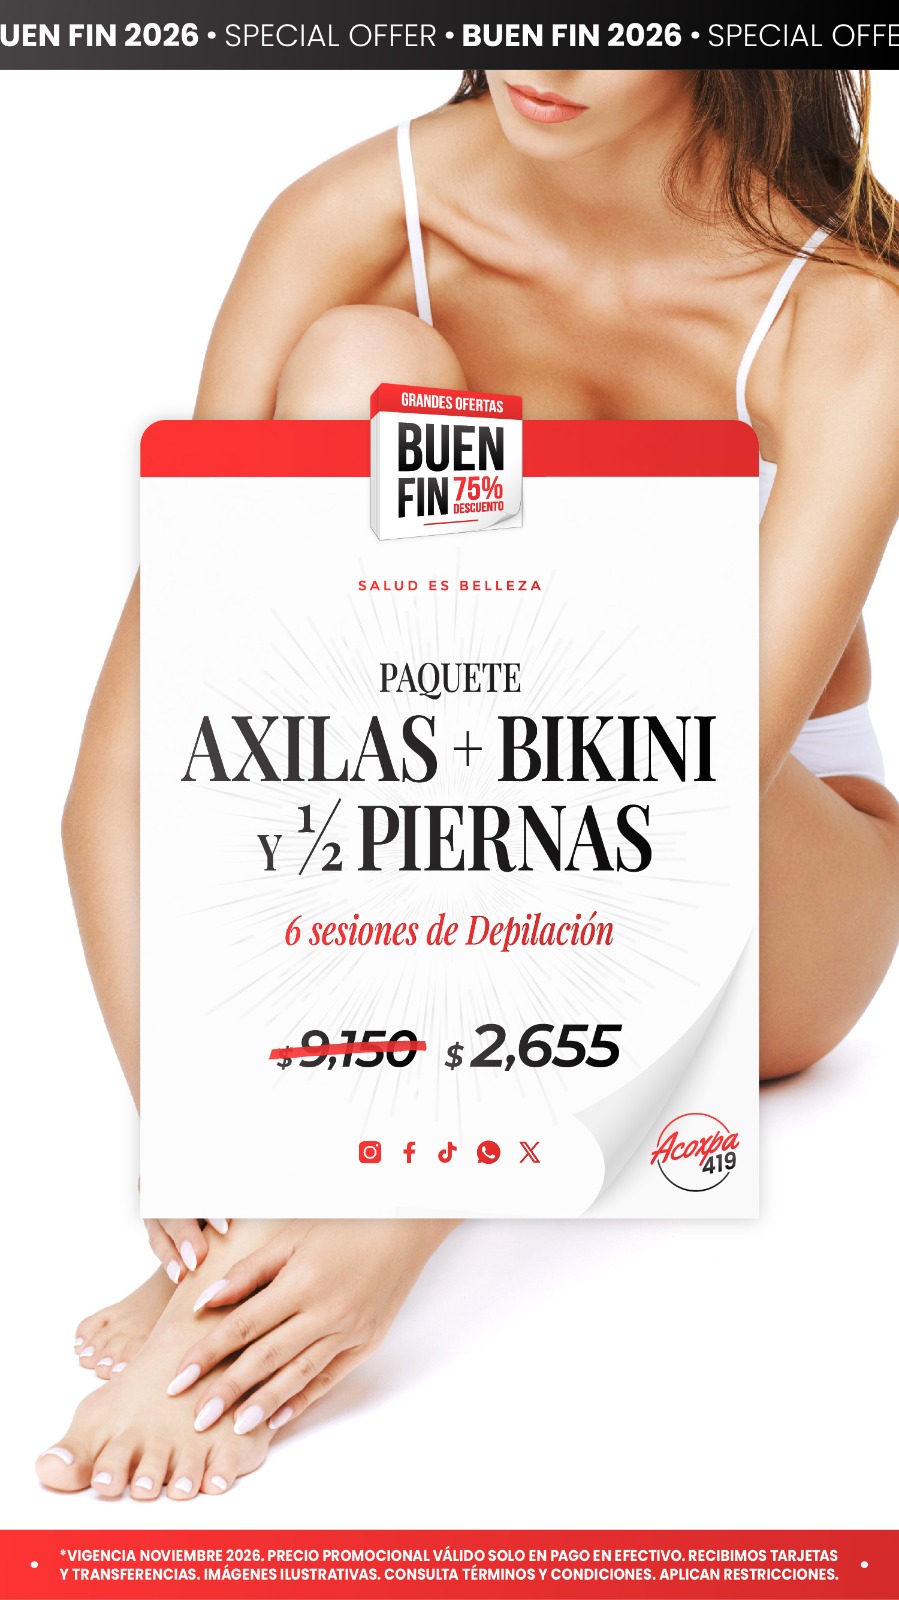 UEN FIN 2026 • SPECIAL OFFER • BUEN FIN 2026 • SPECIAL OFFE
GRANDES OFERTAS
BUEN
FIN 75%
DESCUENTO
SALUD ES BELLEZA
PAQUETE
AXILAS + BIKINI
Y ½ PIERNAS
6 sesiones de Depilación
$9,150 $2,655
Acoxpa
419
*VIGENCIA NOVIEMBRE 2026. PRECIO PROMOCIONAL VÁLIDO SOLO EN PAGO EN EFECTIVO. RECIBIMOS TARJETAS
Y TRANSFERENCIAS. IMÁGENES ILUSTRATIVAS. CONSULTA TÉRMINOS Y CONDICIONES. APLICAN RESTRICCIONES.